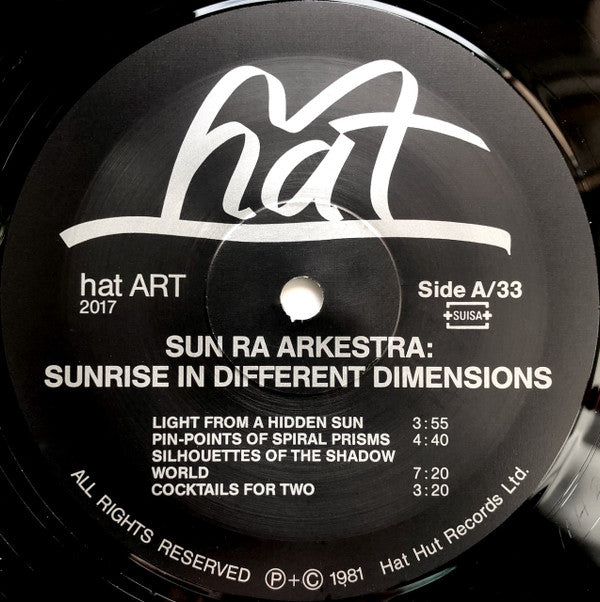 hat
hat ART
2017
Side A/33
SUISA
SUN RA ARKESTRA:
SUNRISE IN DIFFERENT DIMENSIONS
LIGHT FROM A HIDDEN SUN 3:55
PIN-POINTS OF SPIRAL PRISMS 4:40
SILHOUETTES OF THE SHADOW
WORLD 7:20
COCKTAILS FOR TWO 3:20
ALL RIGHTS RESERVED Ⓟ+© 1981 Hat Hut Records Ltd.